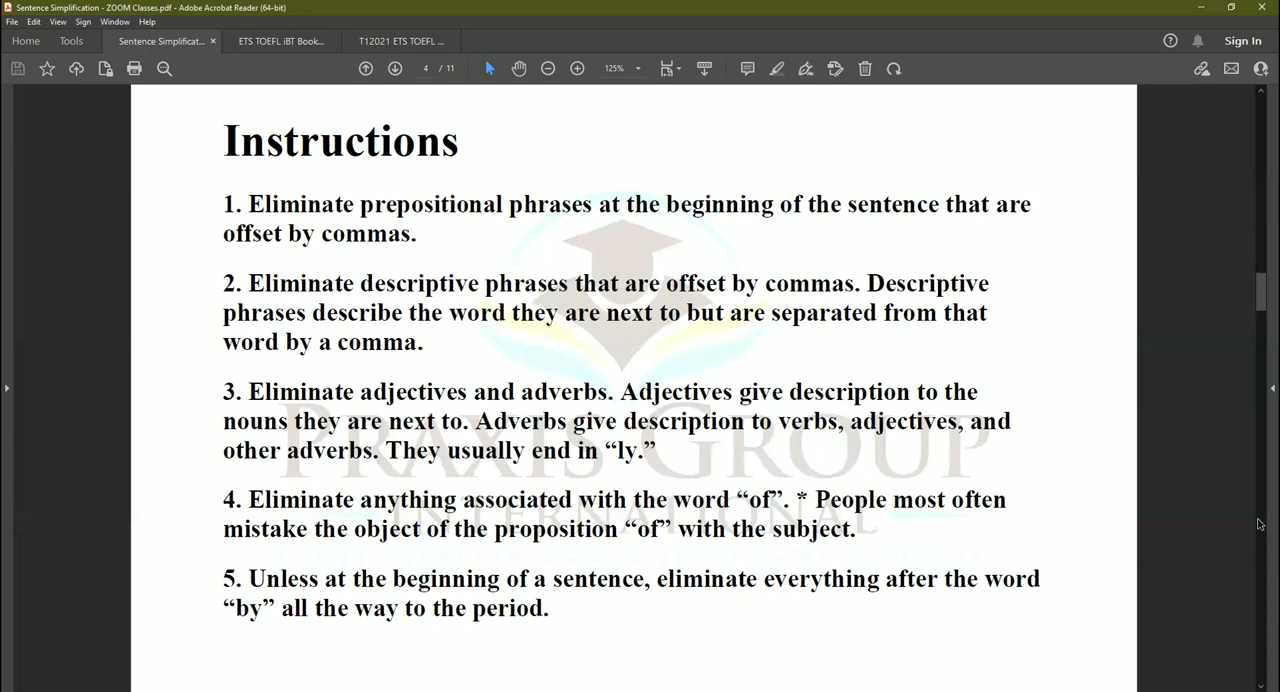 Sentence Simplification - ZOOM Classes.pdf - Adobe Acrobat Reader (64-bit)
File Edit View Sign Window Help
Home Tools Sentence Simplificat... × ETS TOEFL iBT Book... T12021 ETS TOEFL ... Sign In
4 / 11 125%
Instructions
1. Eliminate prepositional phrases at the beginning of the sentence that are
offset by commas.
2. Eliminate descriptive phrases that are offset by commas. Descriptive
phrases describe the word they are next to but are separated from that
word by a comma.
3. Eliminate adjectives and adverbs. Adjectives give description to the
nouns they are next to. Adverbs give description to verbs, adjectives, and
other adverbs. They usually end in “ly.”
4. Eliminate anything associated with the word “of”. * People most often
mistake the object of the proposition “of” with the subject.
5. Unless at the beginning of a sentence, eliminate everything after the word
“by” all the way to the period.
PRAXIS GROUP
INTERNATIONAL